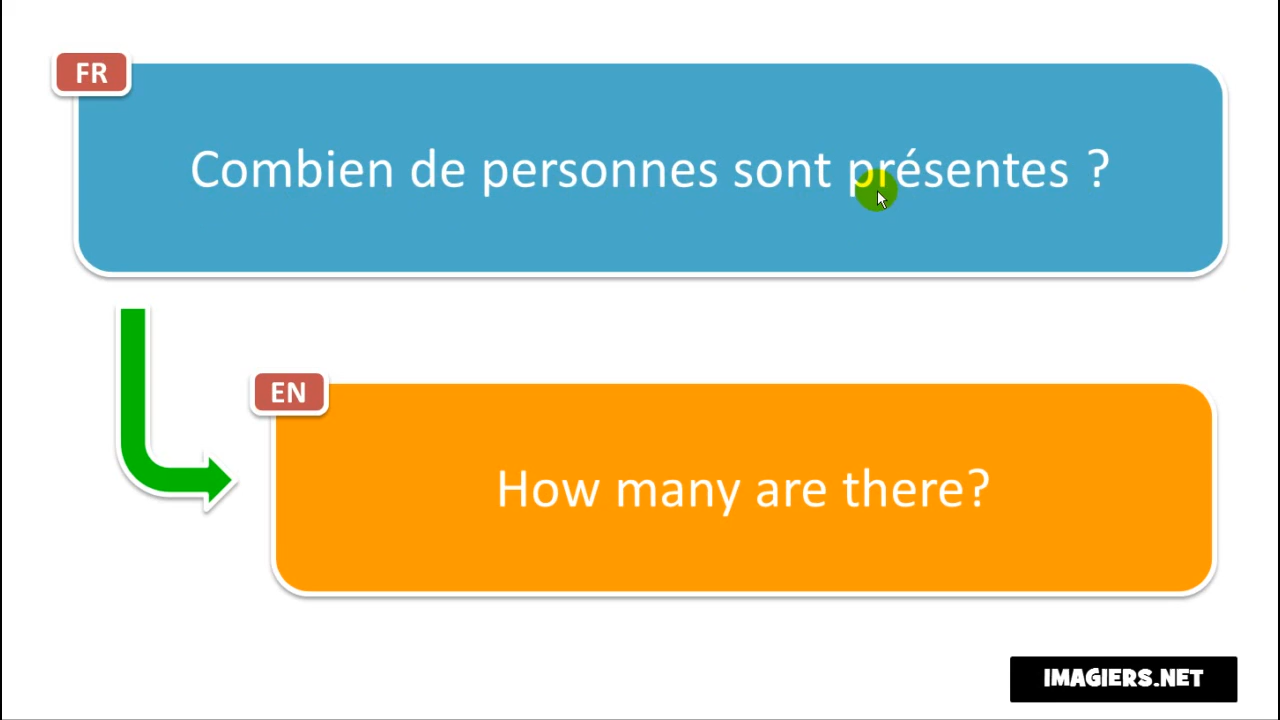 FR
Combien de personnes sont présentes ?
EN
How many are there?
IMAGIERS.NET